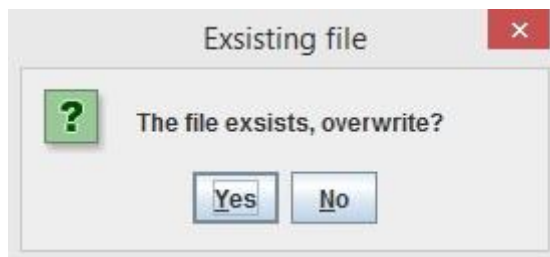 Exsisting file
The file exsists, overwrite?
Yes No